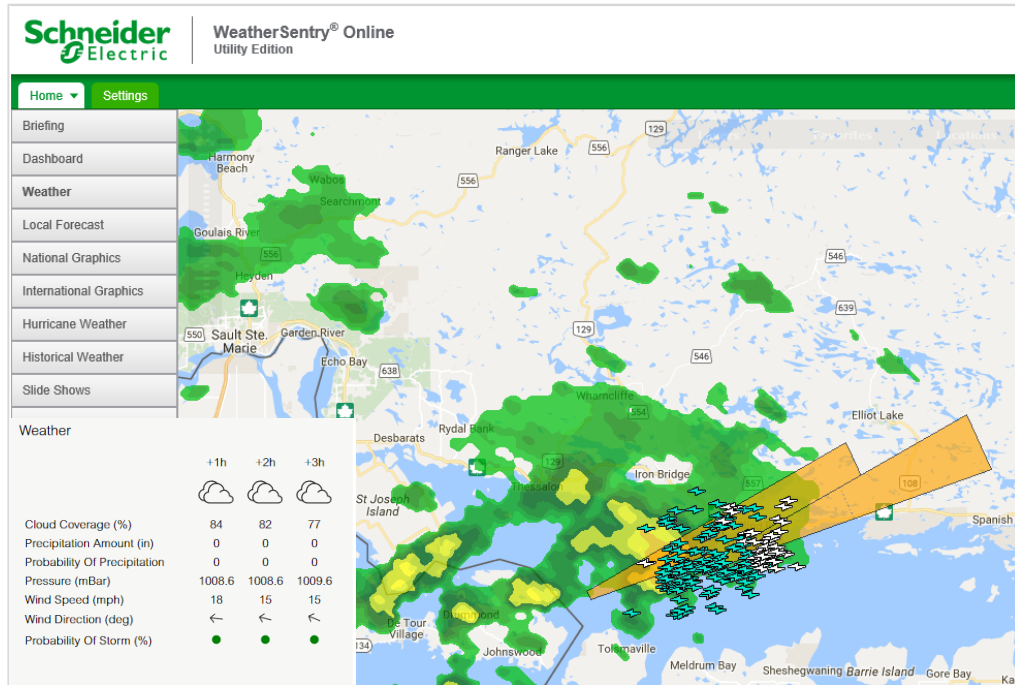 Schneider
Electric
WeatherSentry® Online
Utility Edition
Home
Settings
Briefing
Dashboard
Weather
Local Forecast
National Graphics
International Graphics
Hurricane Weather
Historical Weather
Slide Shows
129
Favorites
Locations
Harmony
Beach
Ranger Lake
556
Wabos
556
Searchmont
Goulais River
556
546
Heyden
639
550
Sault Ste.
Marie
Garden River
129
Echo Bay
638
546
Wharncliffe
554
Elliot Lake
Desbarats
Rydal Bank
129
Iron Bridge
Thessalon
557
108
St Joseph
Island
Spanish
Drummond
De Tour
Village
134
Johnswood
Tolsmaville
Meldrum Bay
Sheshegwaning
Barrie Island
Gore Bay
Ka
Weather
+1h +2h +3h
Cloud Coverage (%) 84 82 77
Precipitation Amount (in) 0 0 0
Probability Of Precipitation 0 0 0
Pressure (mBar) 1008.6 1008.6 1009.6
Wind Speed (mph) 18 15 15
Wind Direction (deg)
Probability Of Storm (%)